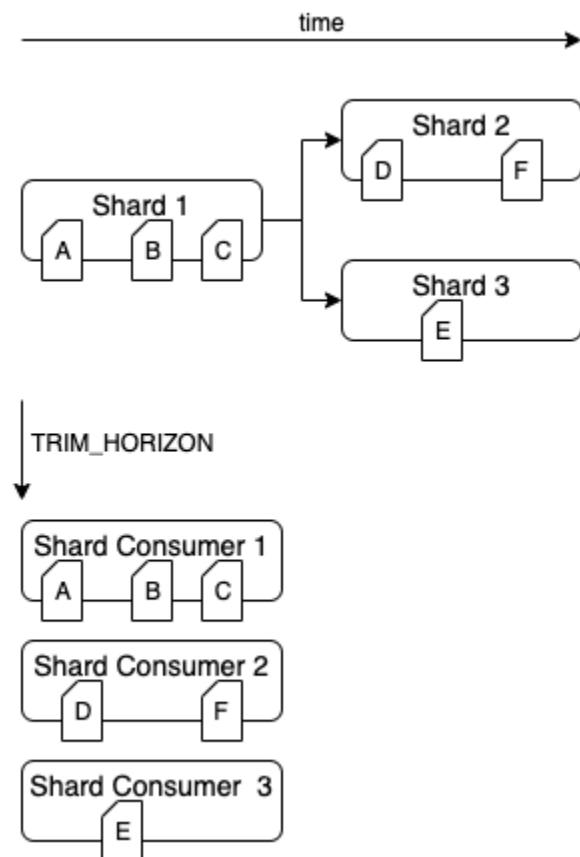 time
Shard 2
D
F
Shard 1
A
B
C
Shard 3
E
TRIM_HORIZON
Shard Consumer 1
A
B
C
Shard Consumer 2
D
F
Shard Consumer 3
E